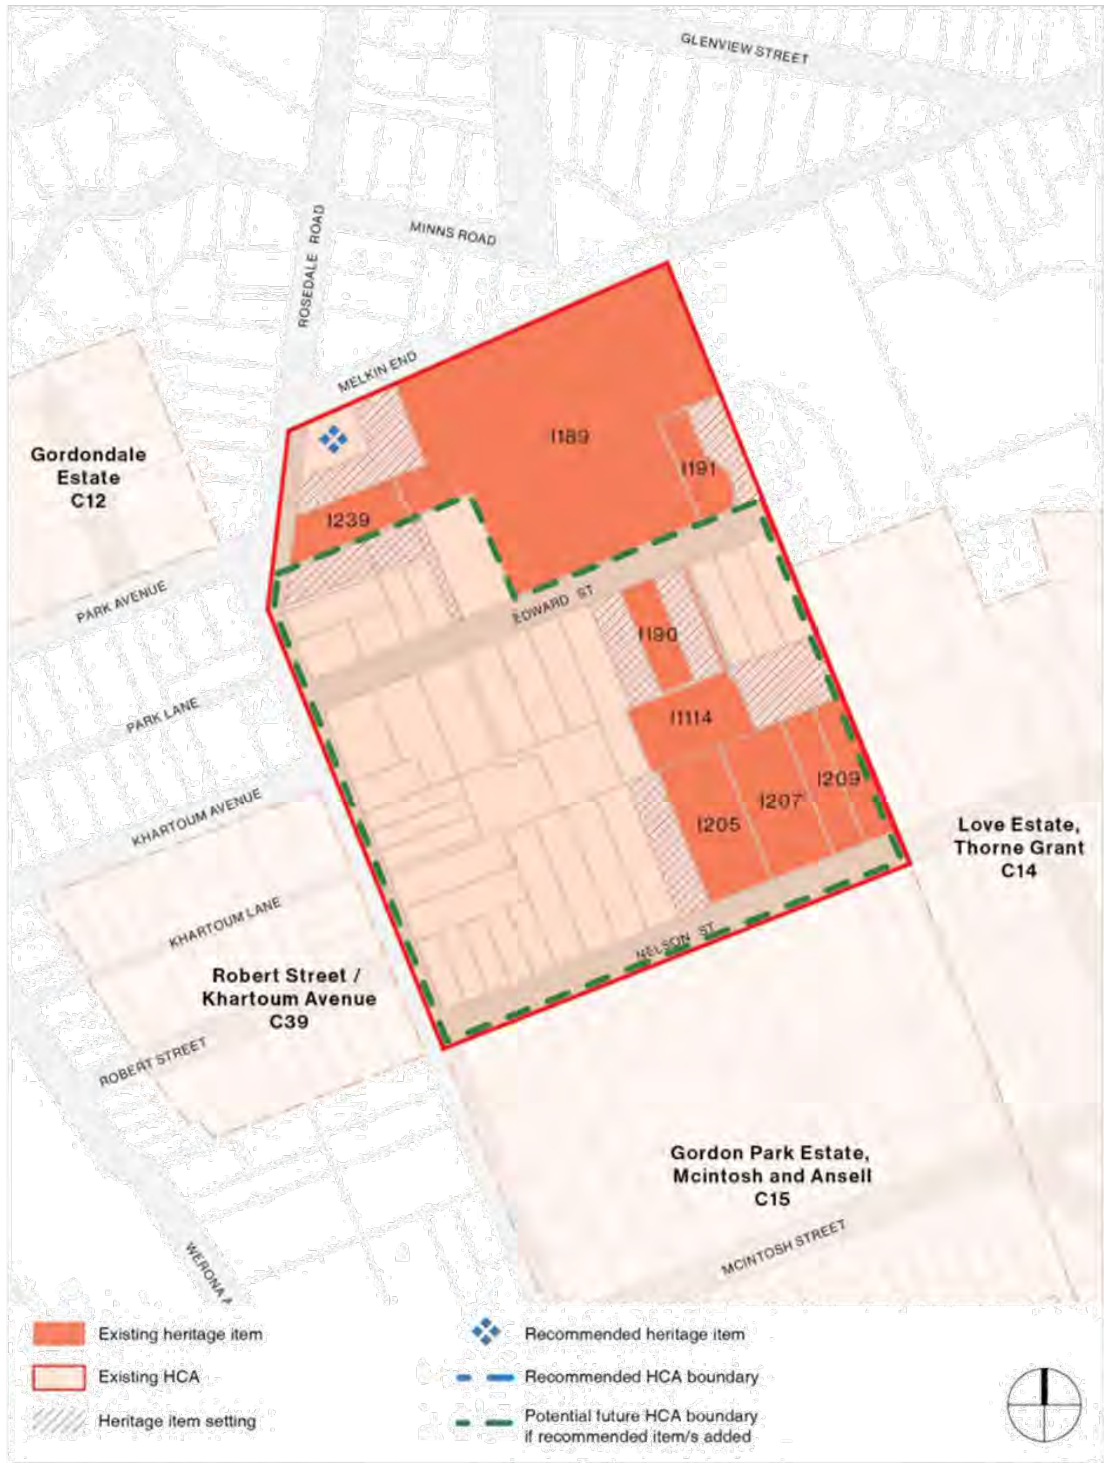 GLENVIEW STREET
ROSEDALE ROAD
MINNS ROAD
MELKIN END
I189
Gordondale
Estate
C12
I191
I239
PARK AVENUE
EDWARD ST
I190
PARK LANE
I1114
KHARTOUM AVENUE
I209
I207
I205
Love Estate,
Thorne Grant
C14
KHARTOUM LANE
NELSON ST
Robert Street /
Khartoum Avenue
C39
ROBERT STREET
Gordon Park Estate,
Mcintosh and Ansell
C15
MCINTOSH STREET
WERONA
Existing heritage item
Existing HCA
Heritage item setting
Recommended heritage item
Recommended HCA boundary
Potential future HCA boundary
if recommended item/s added